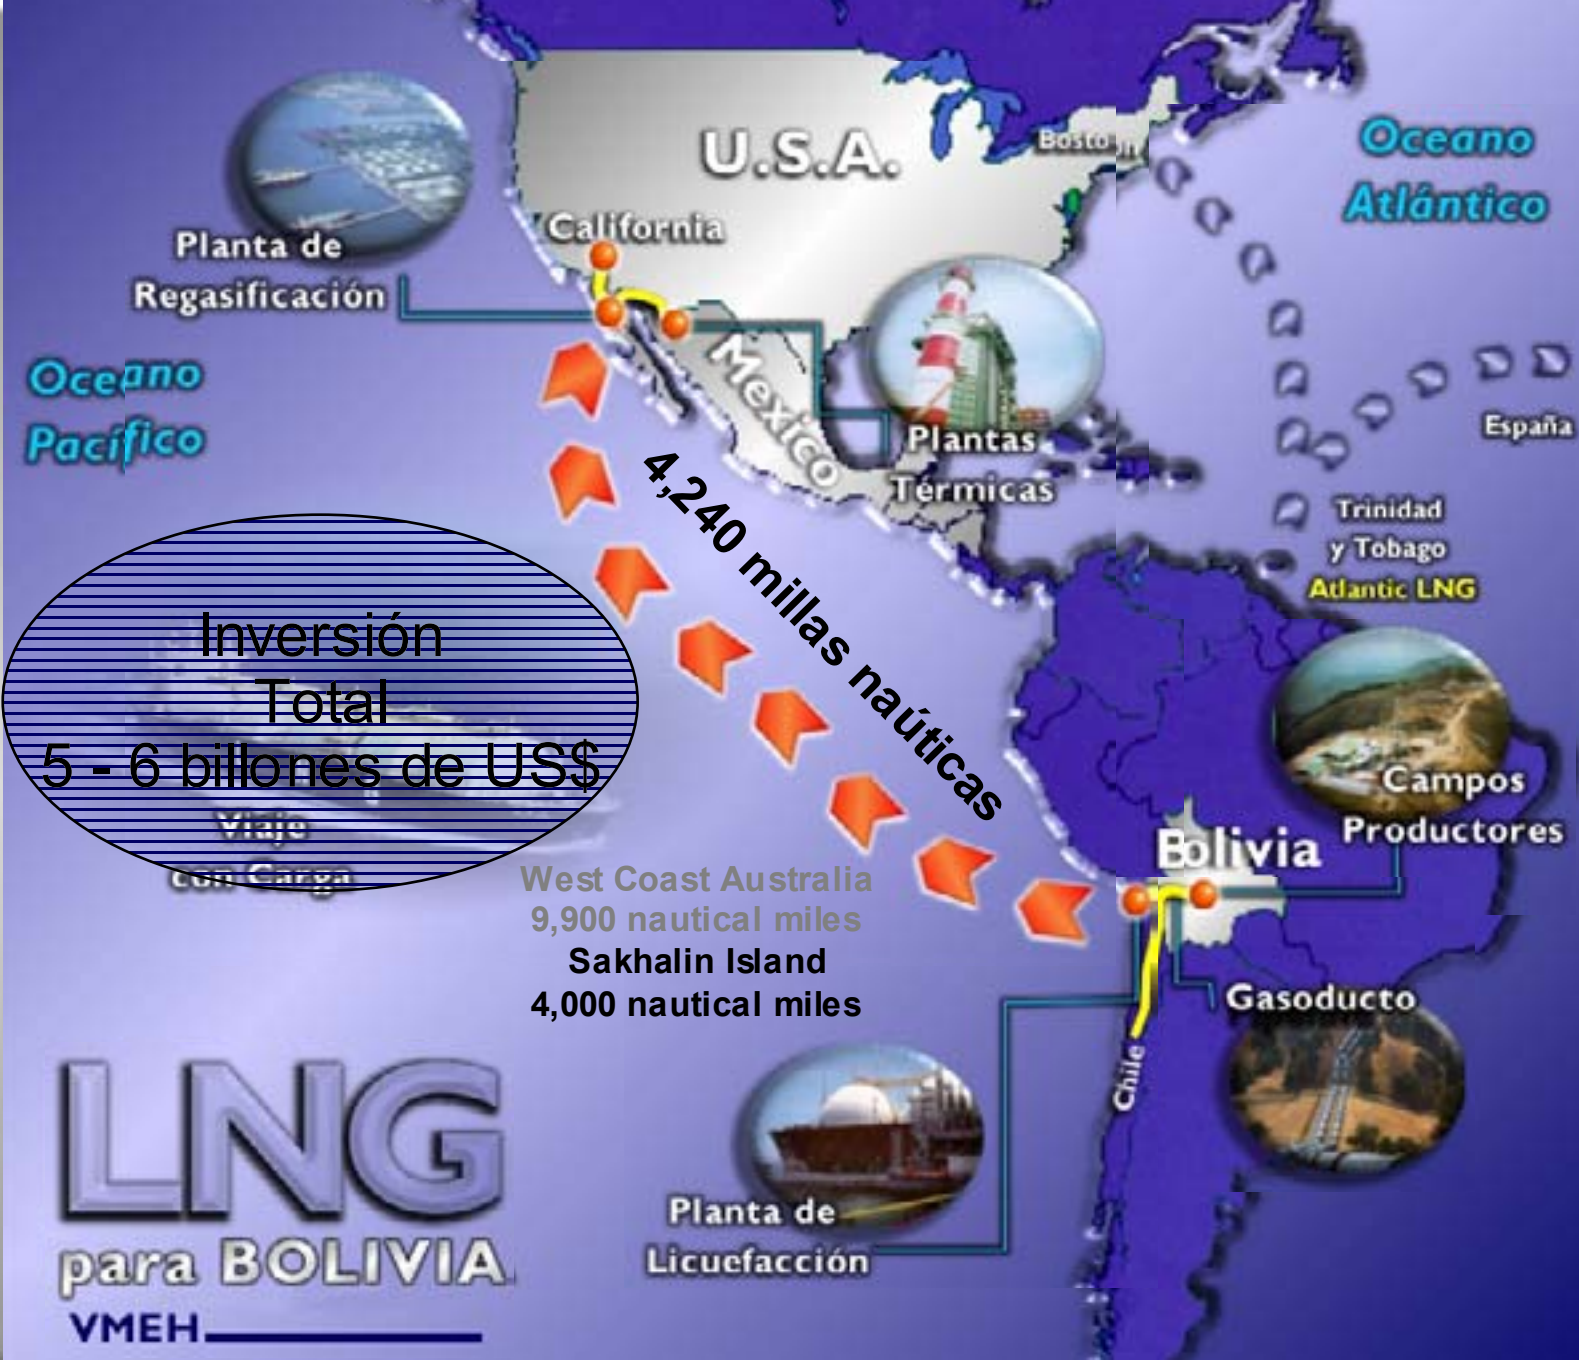 U.S.A.
Boston
Oceano
Atlántico
California
Planta de
Regasificación
Oceano
Pacífico
Mexico
Plantas
Térmicas
España
Trinidad
y Tobago
Atlantic LNG
4,240 millas naúticas
Inversión
Total
5 - 6 billones de US$
Viaje
con Carga
Campos
Productores
Bolivia
West Coast Australia
9,900 nautical miles
Sakhalin Island
4,000 nautical miles
Gasoducto
Chile
Planta de
Licuefacción
LNG
para BOLIVIA
VMEH